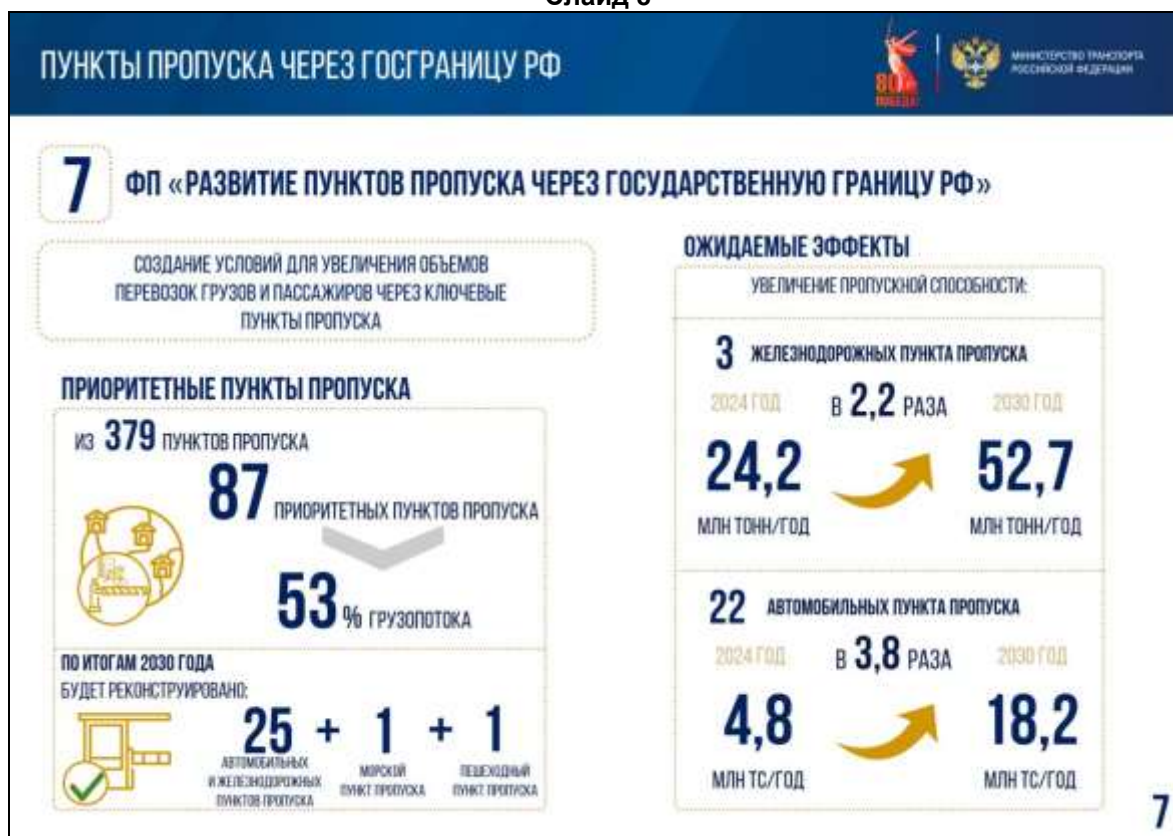 ПУНКТЫ ПРОПУСКА ЧЕРЕЗ ГОСГРАНИЦУ РФ
80
ПОБЕДА!
МИНИСТЕРСТВО ТРАНСПОРТА
РОССИЙСКОЙ ФЕДЕРАЦИИ
7
ФП «РАЗВИТИЕ ПУНКТОВ ПРОПУСКА ЧЕРЕЗ ГОСУДАРСТВЕННУЮ ГРАНИЦУ РФ»
СОЗДАНИЕ УСЛОВИЙ ДЛЯ УВЕЛИЧЕНИЯ ОБЪЕМОВ
ПЕРЕВОЗОК ГРУЗОВ И ПАССАЖИРОВ ЧЕРЕЗ КЛЮЧЕВЫЕ
ПУНКТЫ ПРОПУСКА
ПРИОРИТЕТНЫЕ ПУНКТЫ ПРОПУСКА
ИЗ 379 ПУНКТОВ ПРОПУСКА
87 ПРИОРИТЕТНЫХ ПУНКТОВ ПРОПУСКА
53 % ГРУЗОПОТОКА
ПО ИТОГАМ 2030 ГОДА
БУДЕТ РЕКОНСТРУИРОВАНО:
25 + 1 + 1
АВТОМОБИЛЬНЫХ
И ЖЕЛЕЗНОДОРОЖНЫХ
ПУНКТОВ ПРОПУСКА
МОРСКОЙ
ПУНКТ ПРОПУСКА
ПЕШЕХОДНЫЙ
ПУНКТ ПРОПУСКА
ОЖИДАЕМЫЕ ЭФФЕКТЫ
УВЕЛИЧЕНИЕ ПРОПУСКНОЙ СПОСОБНОСТИ:
3 ЖЕЛЕЗНОДОРОЖНЫХ ПУНКТА ПРОПУСКА
2024 ГОД В 2,2 РАЗА 2030 ГОД
24,2 52,7
МЛН ТОНН/ГОД МЛН ТОНН/ГОД
22 АВТОМОБИЛЬНЫХ ПУНКТА ПРОПУСКА
2024 ГОД В 3,8 РАЗА 2030 ГОД
4,8 18,2
МЛН ТС/ГОД МЛН ТС/ГОД
7